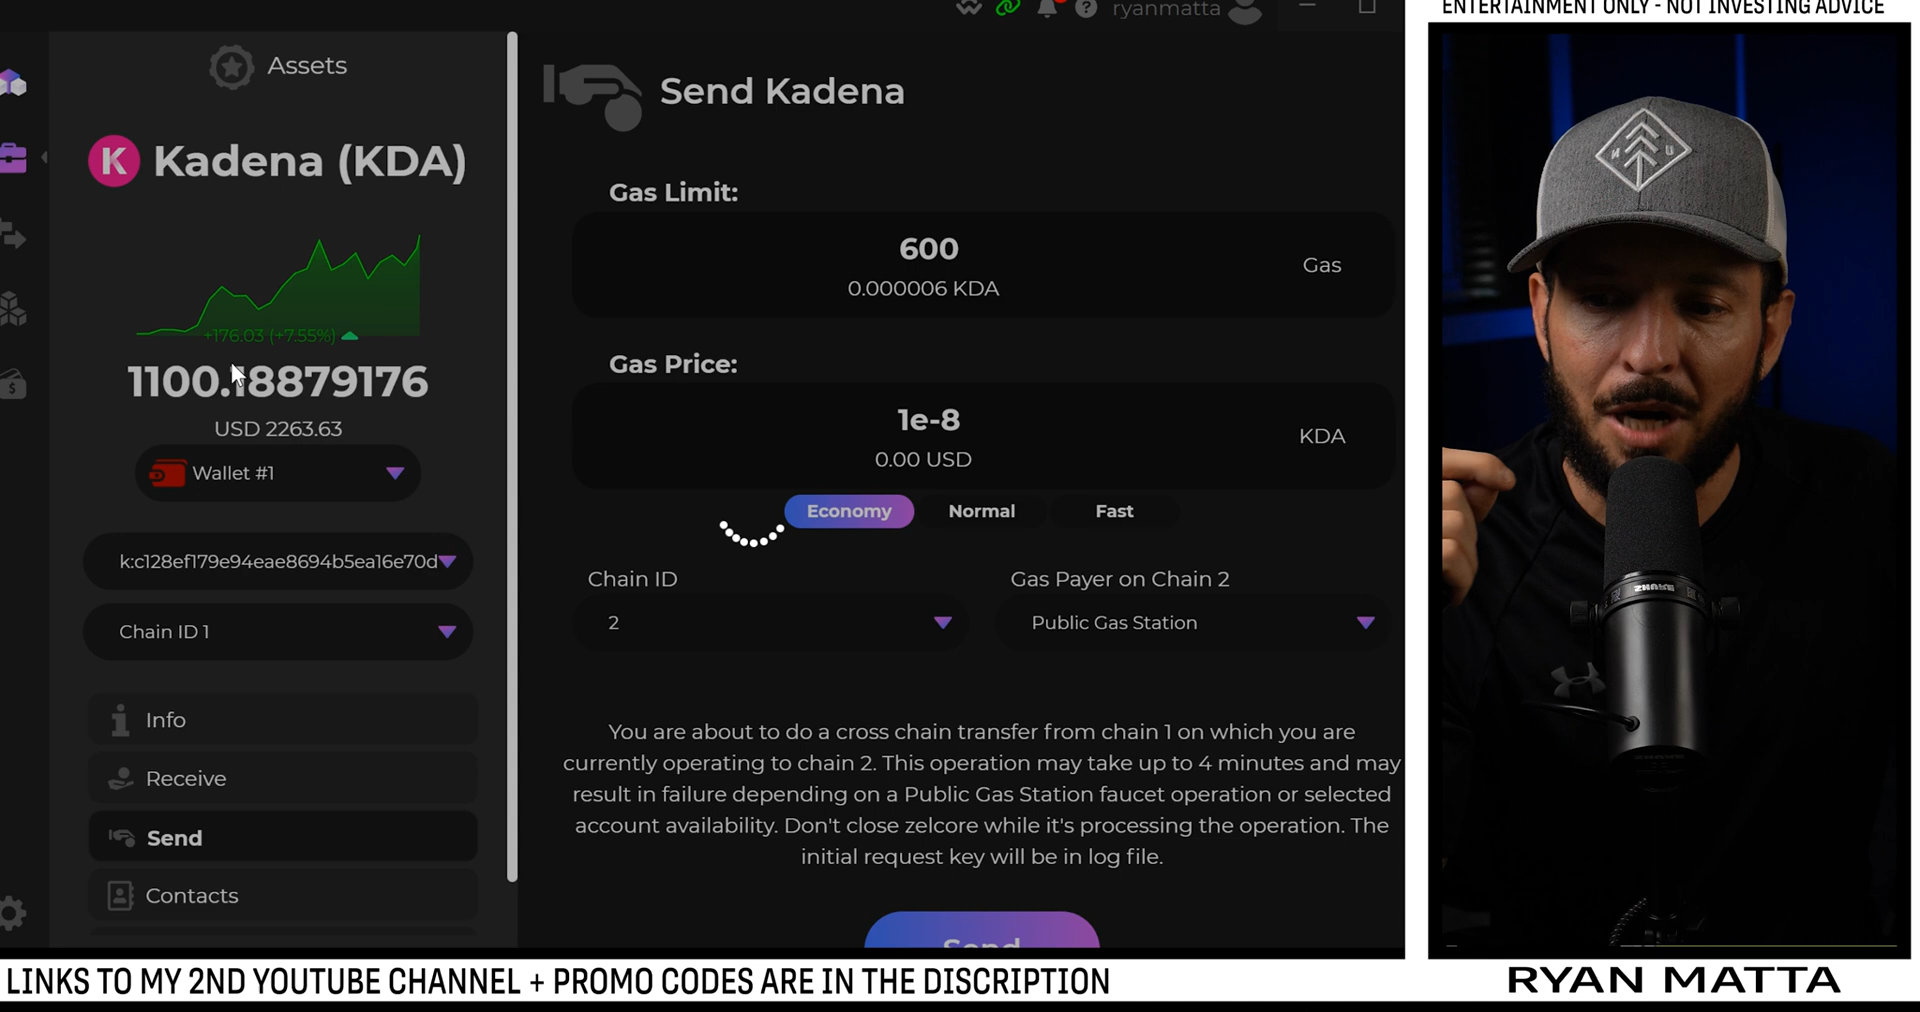 ryanmatta
ENTERTAINMENT ONLY - NOT INVESTING ADVICE
Assets
K Kadena (KDA)
+176.03 (+7.55%)
1100.18879176
USD 2263.63
Wallet #1
k:c128ef179e94eae8694b5ea16e70d
Chain ID 1
Info
Receive
Send
Contacts
Send Kadena
Gas Limit:
600
0.000006 KDA
Gas
Gas Price:
1e-8
0.00 USD
KDA
Economy
Normal
Fast
Chain ID
2
Gas Payer on Chain 2
Public Gas Station
You are about to do a cross chain transfer from chain 1 on which you are
currently operating to chain 2. This operation may take up to 4 minutes and may
result in failure depending on a Public Gas Station faucet operation or selected
account availability. Don't close zelcore while it's processing the operation. The
initial request key will be in log file.
Send
N U
SHURE
LINKS TO MY 2ND YOUTUBE CHANNEL + PROMO CODES ARE IN THE DISCRIPTION
RYAN MATTA